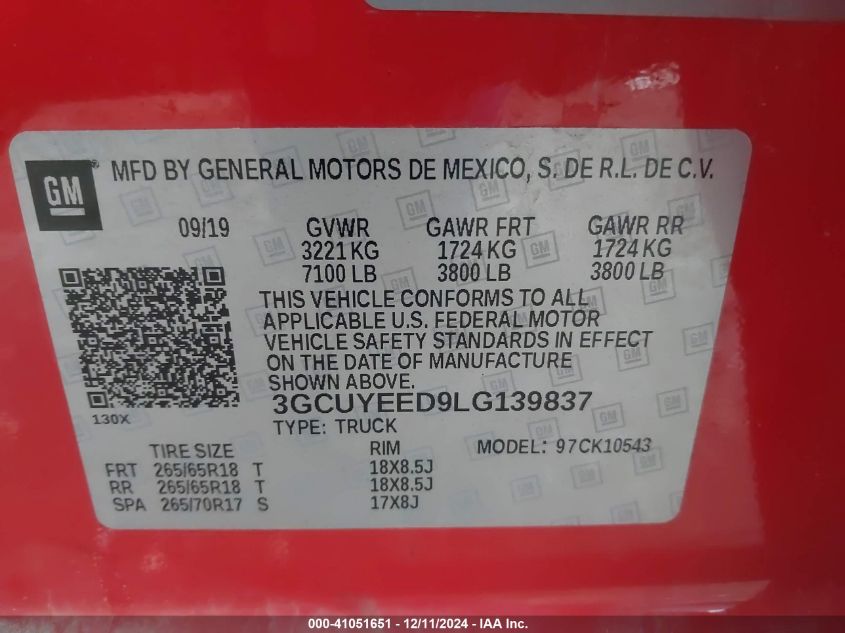 GM® MFD BY GENERAL MOTORS DE MEXICO, S. DE R.L. DE C.V.
09/19 GVWR GAWR FRT GAWR RR
3221 KG 1724 KG 1724 KG
7100 LB 3800 LB 3800 LB
THIS VEHICLE CONFORMS TO ALL
APPLICABLE U.S. FEDERAL MOTOR
VEHICLE SAFETY STANDARDS IN EFFECT
ON THE DATE OF MANUFACTURE
SHOWN ABOVE.
3GCUYEED9LG139837
130X
TYPE: TRUCK
TIRE SIZE RIM MODEL: 97CK10543
FRT 265/65R18 T 18X8.5J
RR 265/65R18 T 18X8.5J
SPA 265/70R17 S 17X8J
000-41051651 - 12/11/2024 - IAA Inc.